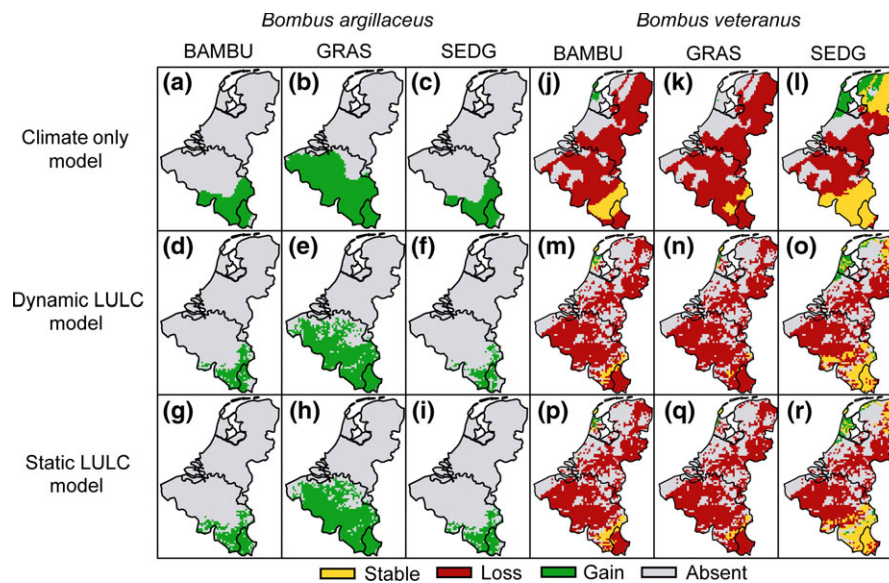 Bombus argillaceus Bombus veteranus
BAMBU GRAS SEDG BAMBU GRAS SEDG
Climate only model
(a) (b) (c) (j) (k) (l)
Dynamic LULC model
(d) (e) (f) (m) (n) (o)
Static LULC model
(g) (h) (i) (p) (q) (r)
Stable Loss Gain Absent